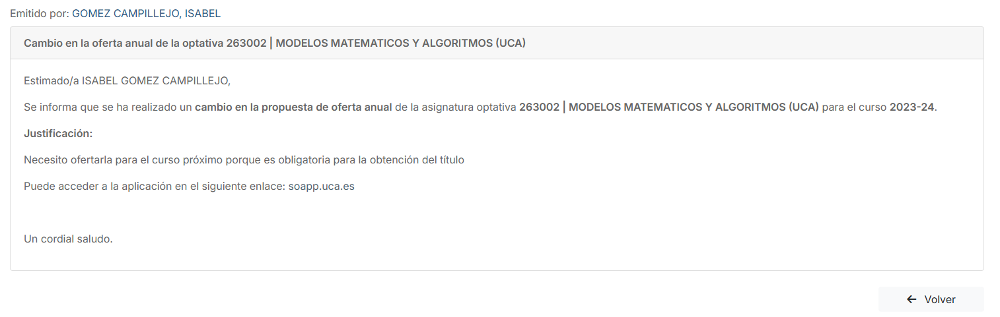 Emitido por: GOMEZ CAMPILLEJO, ISABEL
Cambio en la oferta anual de la optativa 263002 | MODELOS MATEMATICOS Y ALGORITMOS (UCA)
Estimado/a ISABEL GOMEZ CAMPILLEJO,
Se informa que se ha realizado un cambio en la propuesta de oferta anual de la asignatura optativa 263002 | MODELOS MATEMATICOS Y ALGORITMOS (UCA) para el curso 2023-24.
Justificación:
Necesito ofertarla para el curso próximo porque es obligatoria para la obtención del título
Puede acceder a la aplicación en el siguiente enlace: soapp.uca.es
Un cordial saludo.
Volver